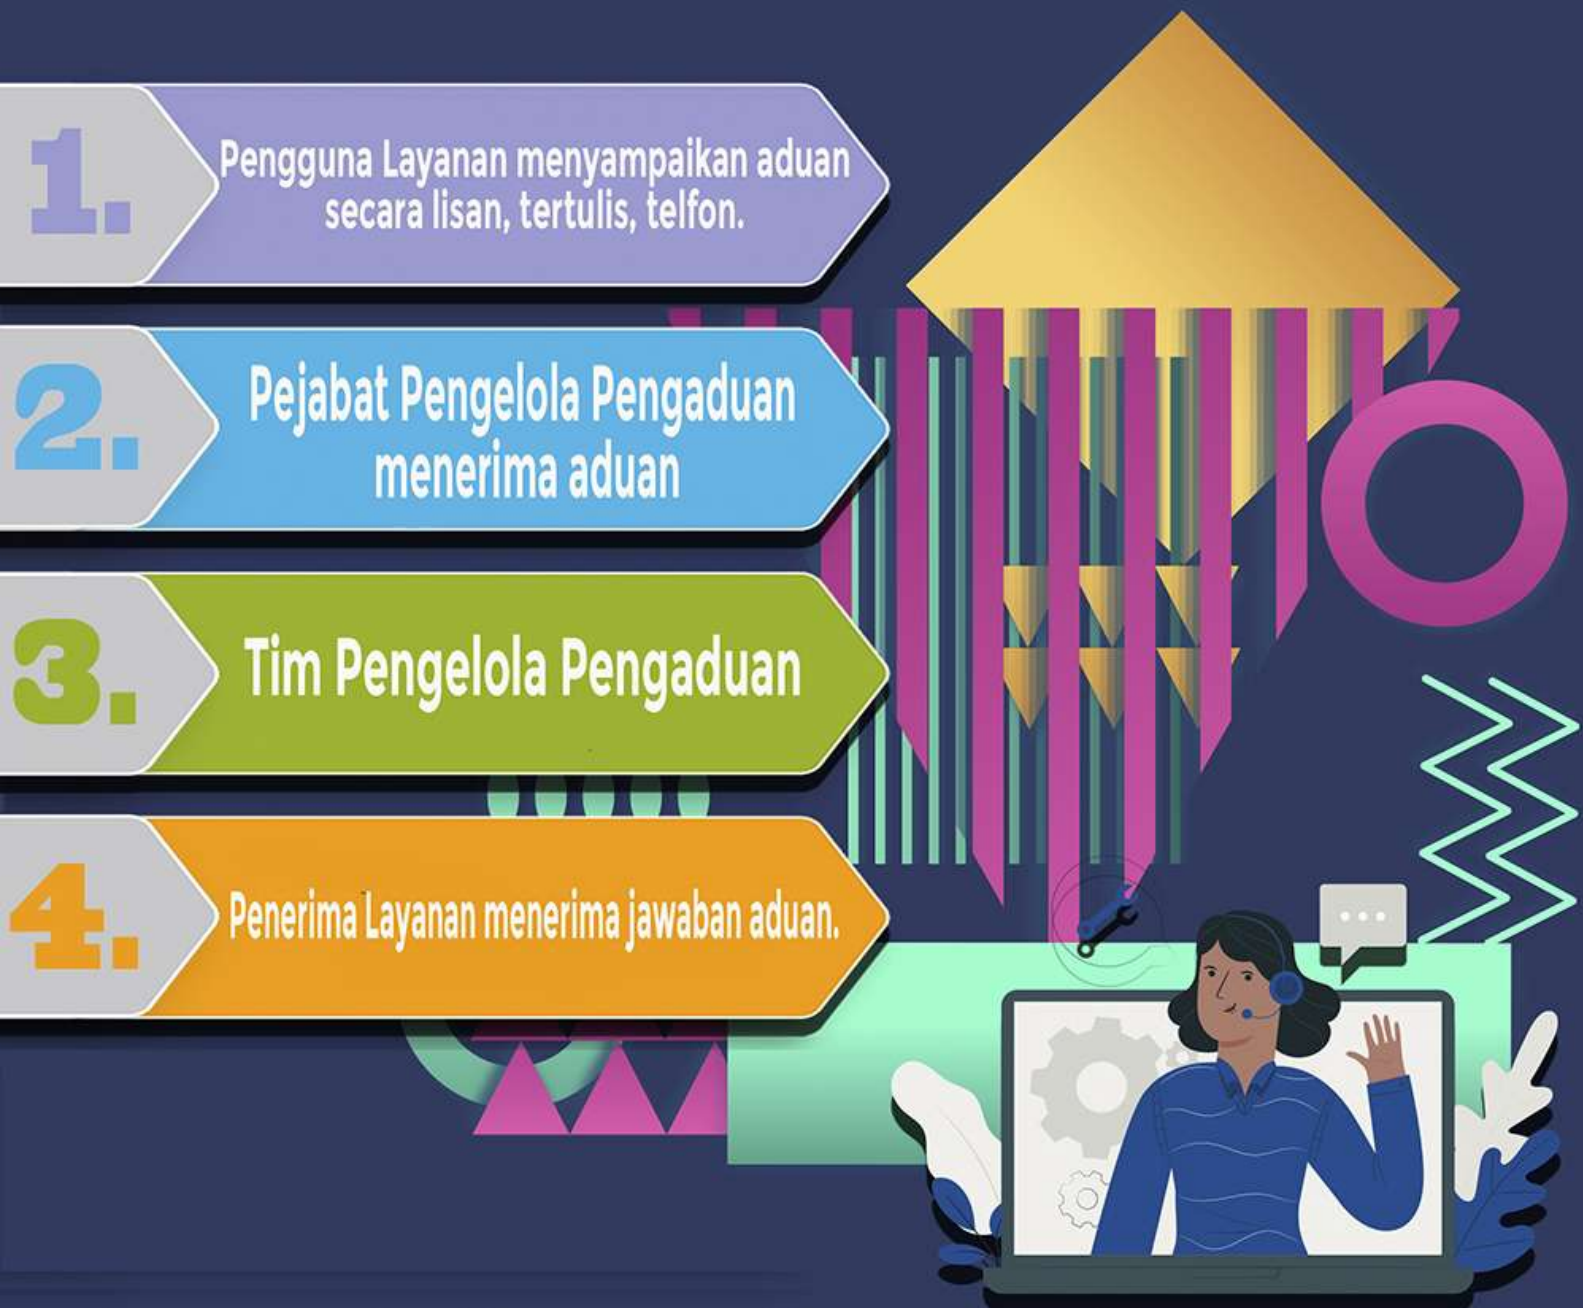 1.
Pengguna Layanan menyampaikan aduan
secara lisan, tertulis, telfon.
2.
Pejabat Pengelola Pengaduan
menerima aduan
3.
Tim Pengelola Pengaduan
4.
Penerima Layanan menerima jawaban aduan.